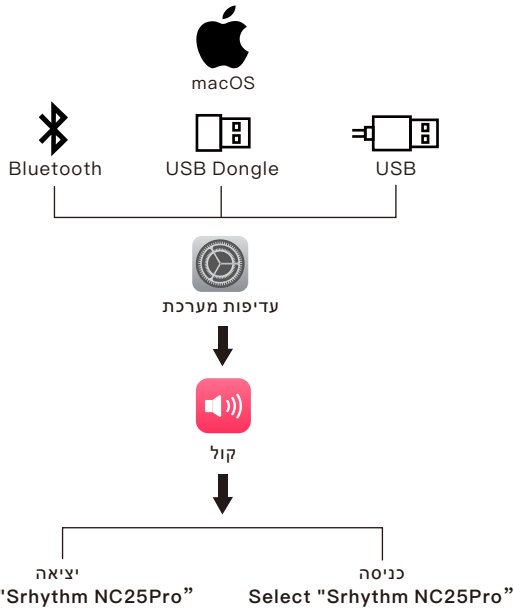 macOS
Bluetooth
USB Dongle
USB
עדיפות מערכת
קול
יציאה
"Srhythm NC25Pro”
כניסה
Select "Srhythm NC25Pro”